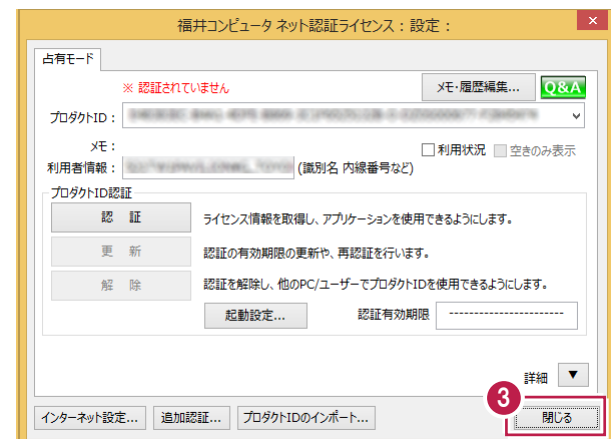 福井コンピュータ ネット認証ライセンス：設定：
×
占有モード
※ 認証されていません
メモ・履歴編集...
Q&A
プロダクトID：
メモ：
利用状況
空きのみ表示
利用者情報：
(識別名 内線番号など)
プロダクトID認証
認 証
ライセンス情報を取得し、アプリケーションを使用できるようにします。
更 新
認証の有効期限の更新や、再認証を行います。
解 除
認証を解除し、他のPC/ユーザーでプロダクトIDを使用できるようにします。
起動設定...
認証有効期限
-----------------------
詳細 ▼
3
インターネット設定...
追加認証...
プロダクトIDのインポート...
閉じる